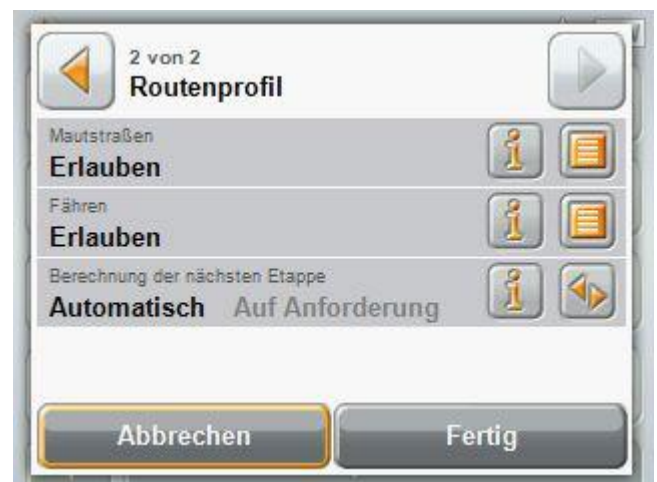 2 von 2
Routenprofil
Mautstraßen
Erlauben
Fähren
Erlauben
Berechnung der nächsten Etappe
Automatisch Auf Anforderung
Abbrechen Fertig